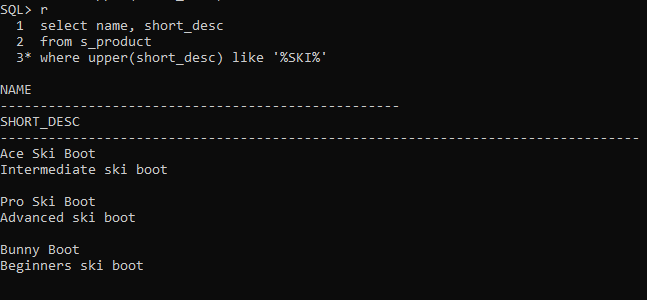 SQL> r
  1  select name, short_desc
  2  from s_product
  3* where upper(short_desc) like '%SKI%'
NAME
--------------------------------------------------
SHORT_DESC
--------------------------------------------------------------------------------
Ace Ski Boot
Intermediate ski boot
Pro Ski Boot
Advanced ski boot
Bunny Boot
Beginners ski boot